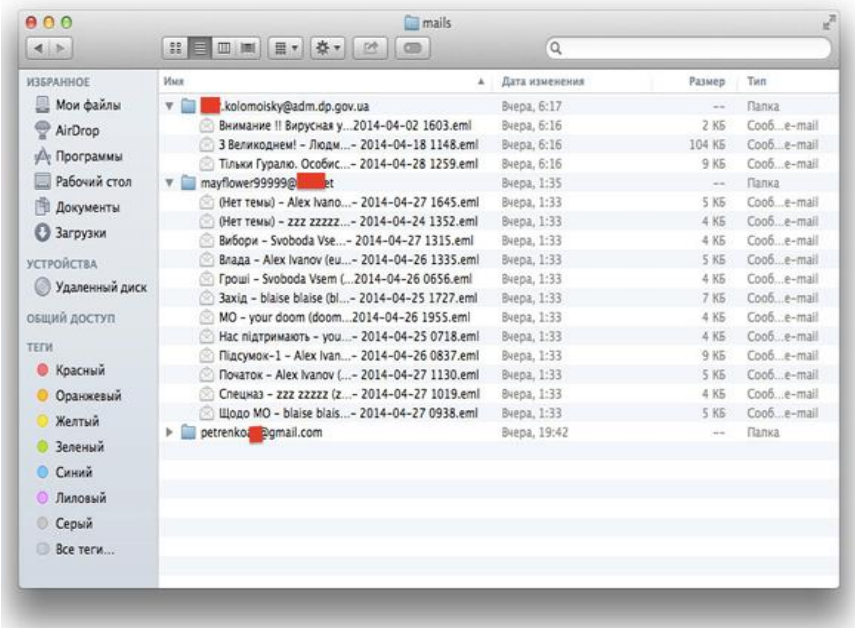 mails
Имя Дата изменения Размер Тип
ИЗБРАННОЕ
Мои файлы
AirDrop
Программы
Рабочий стол
Документы
Загрузки
УСТРОЙСТВА
Удаленный диск
ОБЩИЙ ДОСТУП
ТЕГИ
Красный
Оранжевый
Желтый
Зеленый
Синий
Лиловый
Серый
Все теги...
.kolomoisky@adm.dp.gov.ua Вчера, 6:17 -- Папка
Внимание !! Вирусная у...2014-04-02 1603.eml Вчера, 6:16 2 КБ Сооб...e-mail
З Великоднем! – Людм...- 2014-04-18 1148.eml Вчера, 6:16 104 КБ Сооб...e-mail
Тільки Гуралю. Особис...- 2014-04-28 1259.eml Вчера, 6:16 9 КБ Сооб...e-mail
mayflower99999@ et Вчера, 1:35 -- Папка
(Нет темы) – Alex Ivano...- 2014-04-27 1645.eml Вчера, 1:33 5 КБ Сооб...e-mail
(Нет темы) – zzz zzzzz...- 2014-04-24 1352.eml Вчера, 1:33 4 КБ Сооб...e-mail
Вибори – Svoboda Vse...- 2014-04-27 1315.eml Вчера, 1:33 4 КБ Сооб...e-mail
Влада – Alex Ivanov (eu...- 2014-04-26 1335.eml Вчера, 1:33 5 КБ Сооб...e-mail
Гроші – Svoboda Vsem (...2014-04-26 0656.eml Вчера, 1:33 4 КБ Сооб...e-mail
Захід – blaise blaise (bl...- 2014-04-25 1727.eml Вчера, 1:33 7 КБ Сооб...e-mail
МО – your doom (doom...2014-04-26 1955.eml Вчера, 1:33 4 КБ Сооб...e-mail
Нас підтримають – you...- 2014-04-25 0718.eml Вчера, 1:33 4 КБ Сооб...e-mail
Підсумок-1 – Alex Ivan...- 2014-04-26 0837.eml Вчера, 1:33 9 КБ Сооб...e-mail
Початок – Alex Ivanov (...- 2014-04-27 1130.eml Вчера, 1:33 5 КБ Сооб...e-mail
Спецназ – zzz zzzzz (z...- 2014-04-27 1019.eml Вчера, 1:33 4 КБ Сооб...e-mail
Щодо МО – blaise blais...- 2014-04-27 0938.eml Вчера, 1:33 5 КБ Сооб...e-mail
petrenko @gmail.com Вчера, 19:42 -- Папка